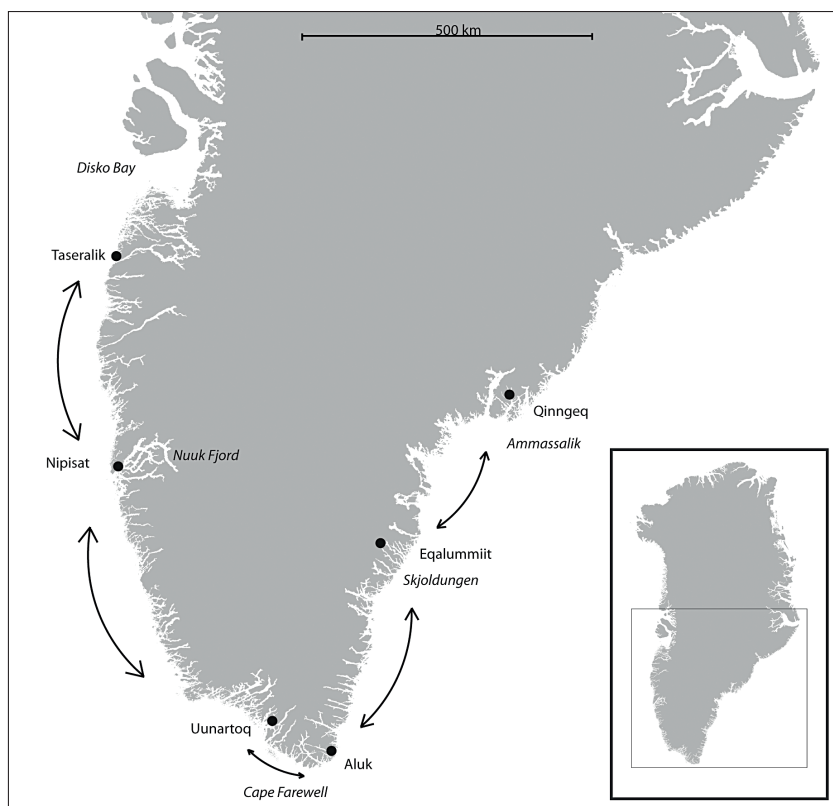 500 km
Disko Bay
Taseralik
Qinngeq
Ammassalik
Nipisat
Nuuk Fjord
Eqalummiit
Skjoldungen
Uunartoq
Aluk
Cape Farewell